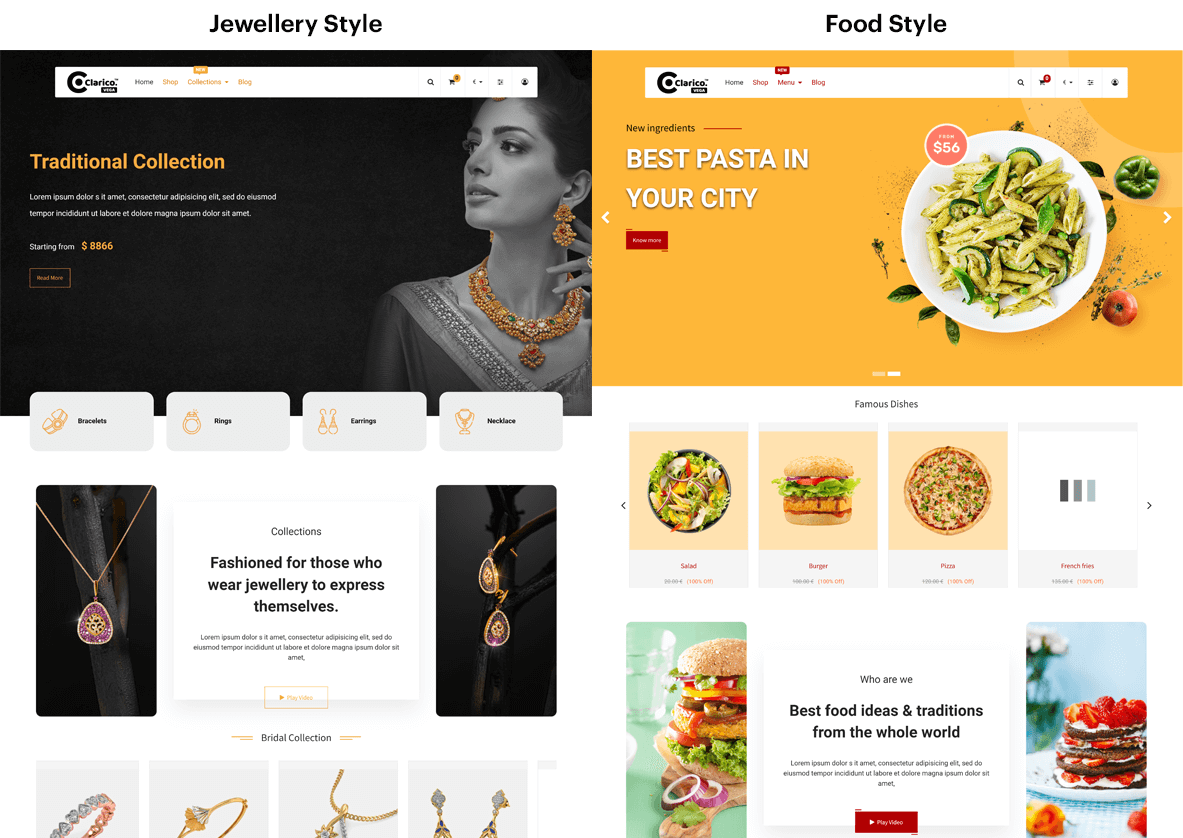 Jewellery Style
Clarico.™
VEGA
Home Shop Collections Blog
NEW
0
€
Traditional Collection
Lorem ipsum dolor s it amet, consectetur adipisicing elit, sed do eiusmod
tempor incididunt ut labore et dolore magna ipsum dolor sit amet.
Starting from $ 8866
Read More
Bracelets
Rings
Earrings
Necklace
Collections
Fashioned for those who
wear jewellery to express
themselves.
Lorem ipsum dolor s it amet, consectetur adipisicing elit, sed do
eiusmod tempor incididunt ut labore et dolore magna ipsum dolor sit
amet,
Play Video
Bridal Collection
Food Style
Clarico.™
VEGA
Home Shop Menu Blog
NEW
0
€
New ingredients
BEST PASTA IN
YOUR CITY
Know more
FROM
$56
Famous Dishes
Salad
20.00 € (100% Off)
Burger
100.00 € (100% Off)
Pizza
120.00 € (100% Off)
French fries
(100% Off)
Who are we
Best food ideas & traditions
from the whole world
Lorem ipsum dolor s it amet, consectetur adipisicing elit, sed do
eiusmod tempor incididunt ut labore et dolore magna ipsum dolor sit
amet,
Play Video